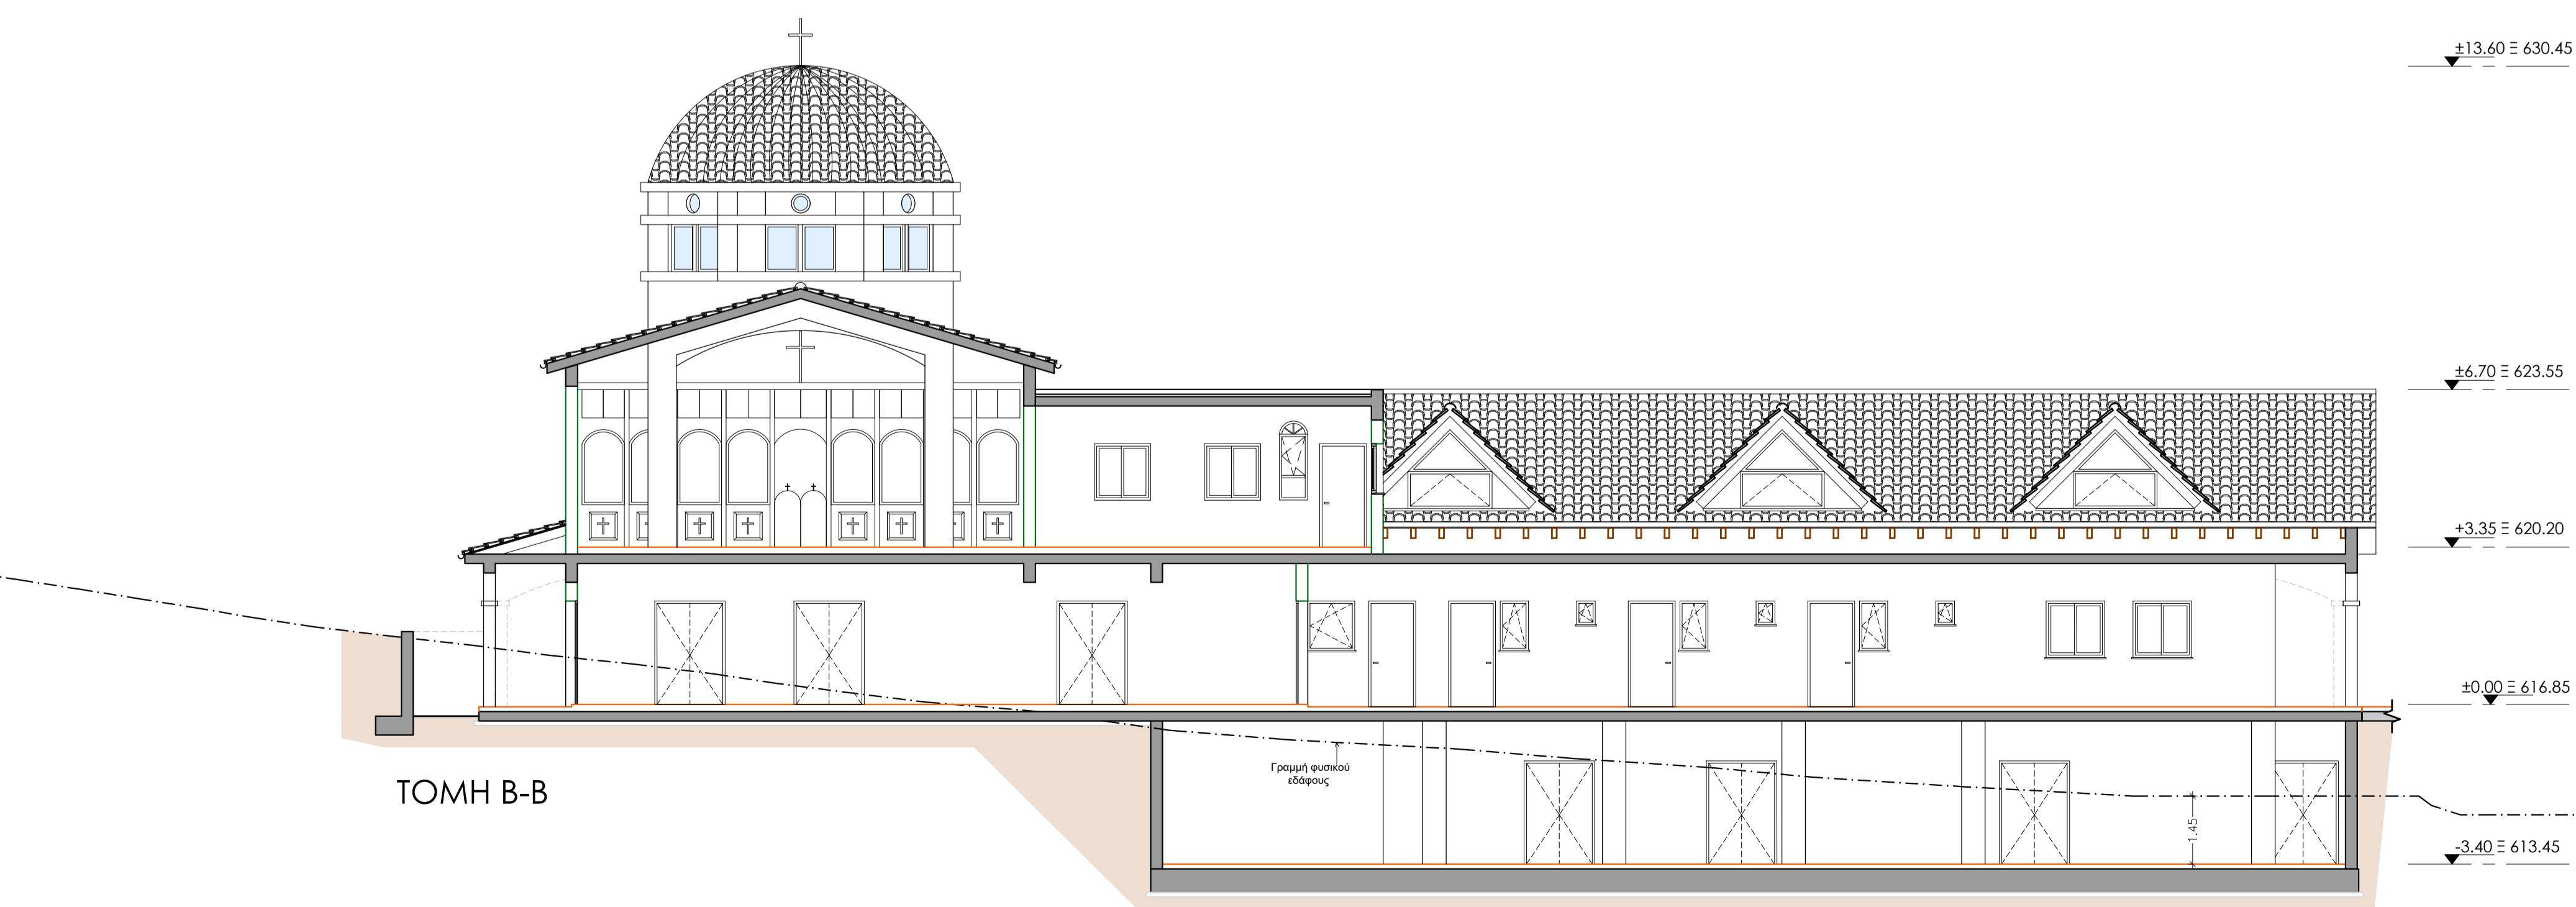 ±13.60 Ξ 630.45
±6.70 Ξ 623.55
+3.35 Ξ 620.20
±0.00 Ξ 616.85
Γραμμή φυσικού
εδάφους
ΤΟΜΗ Β-Β
1.45
-3.40 Ξ 613.45